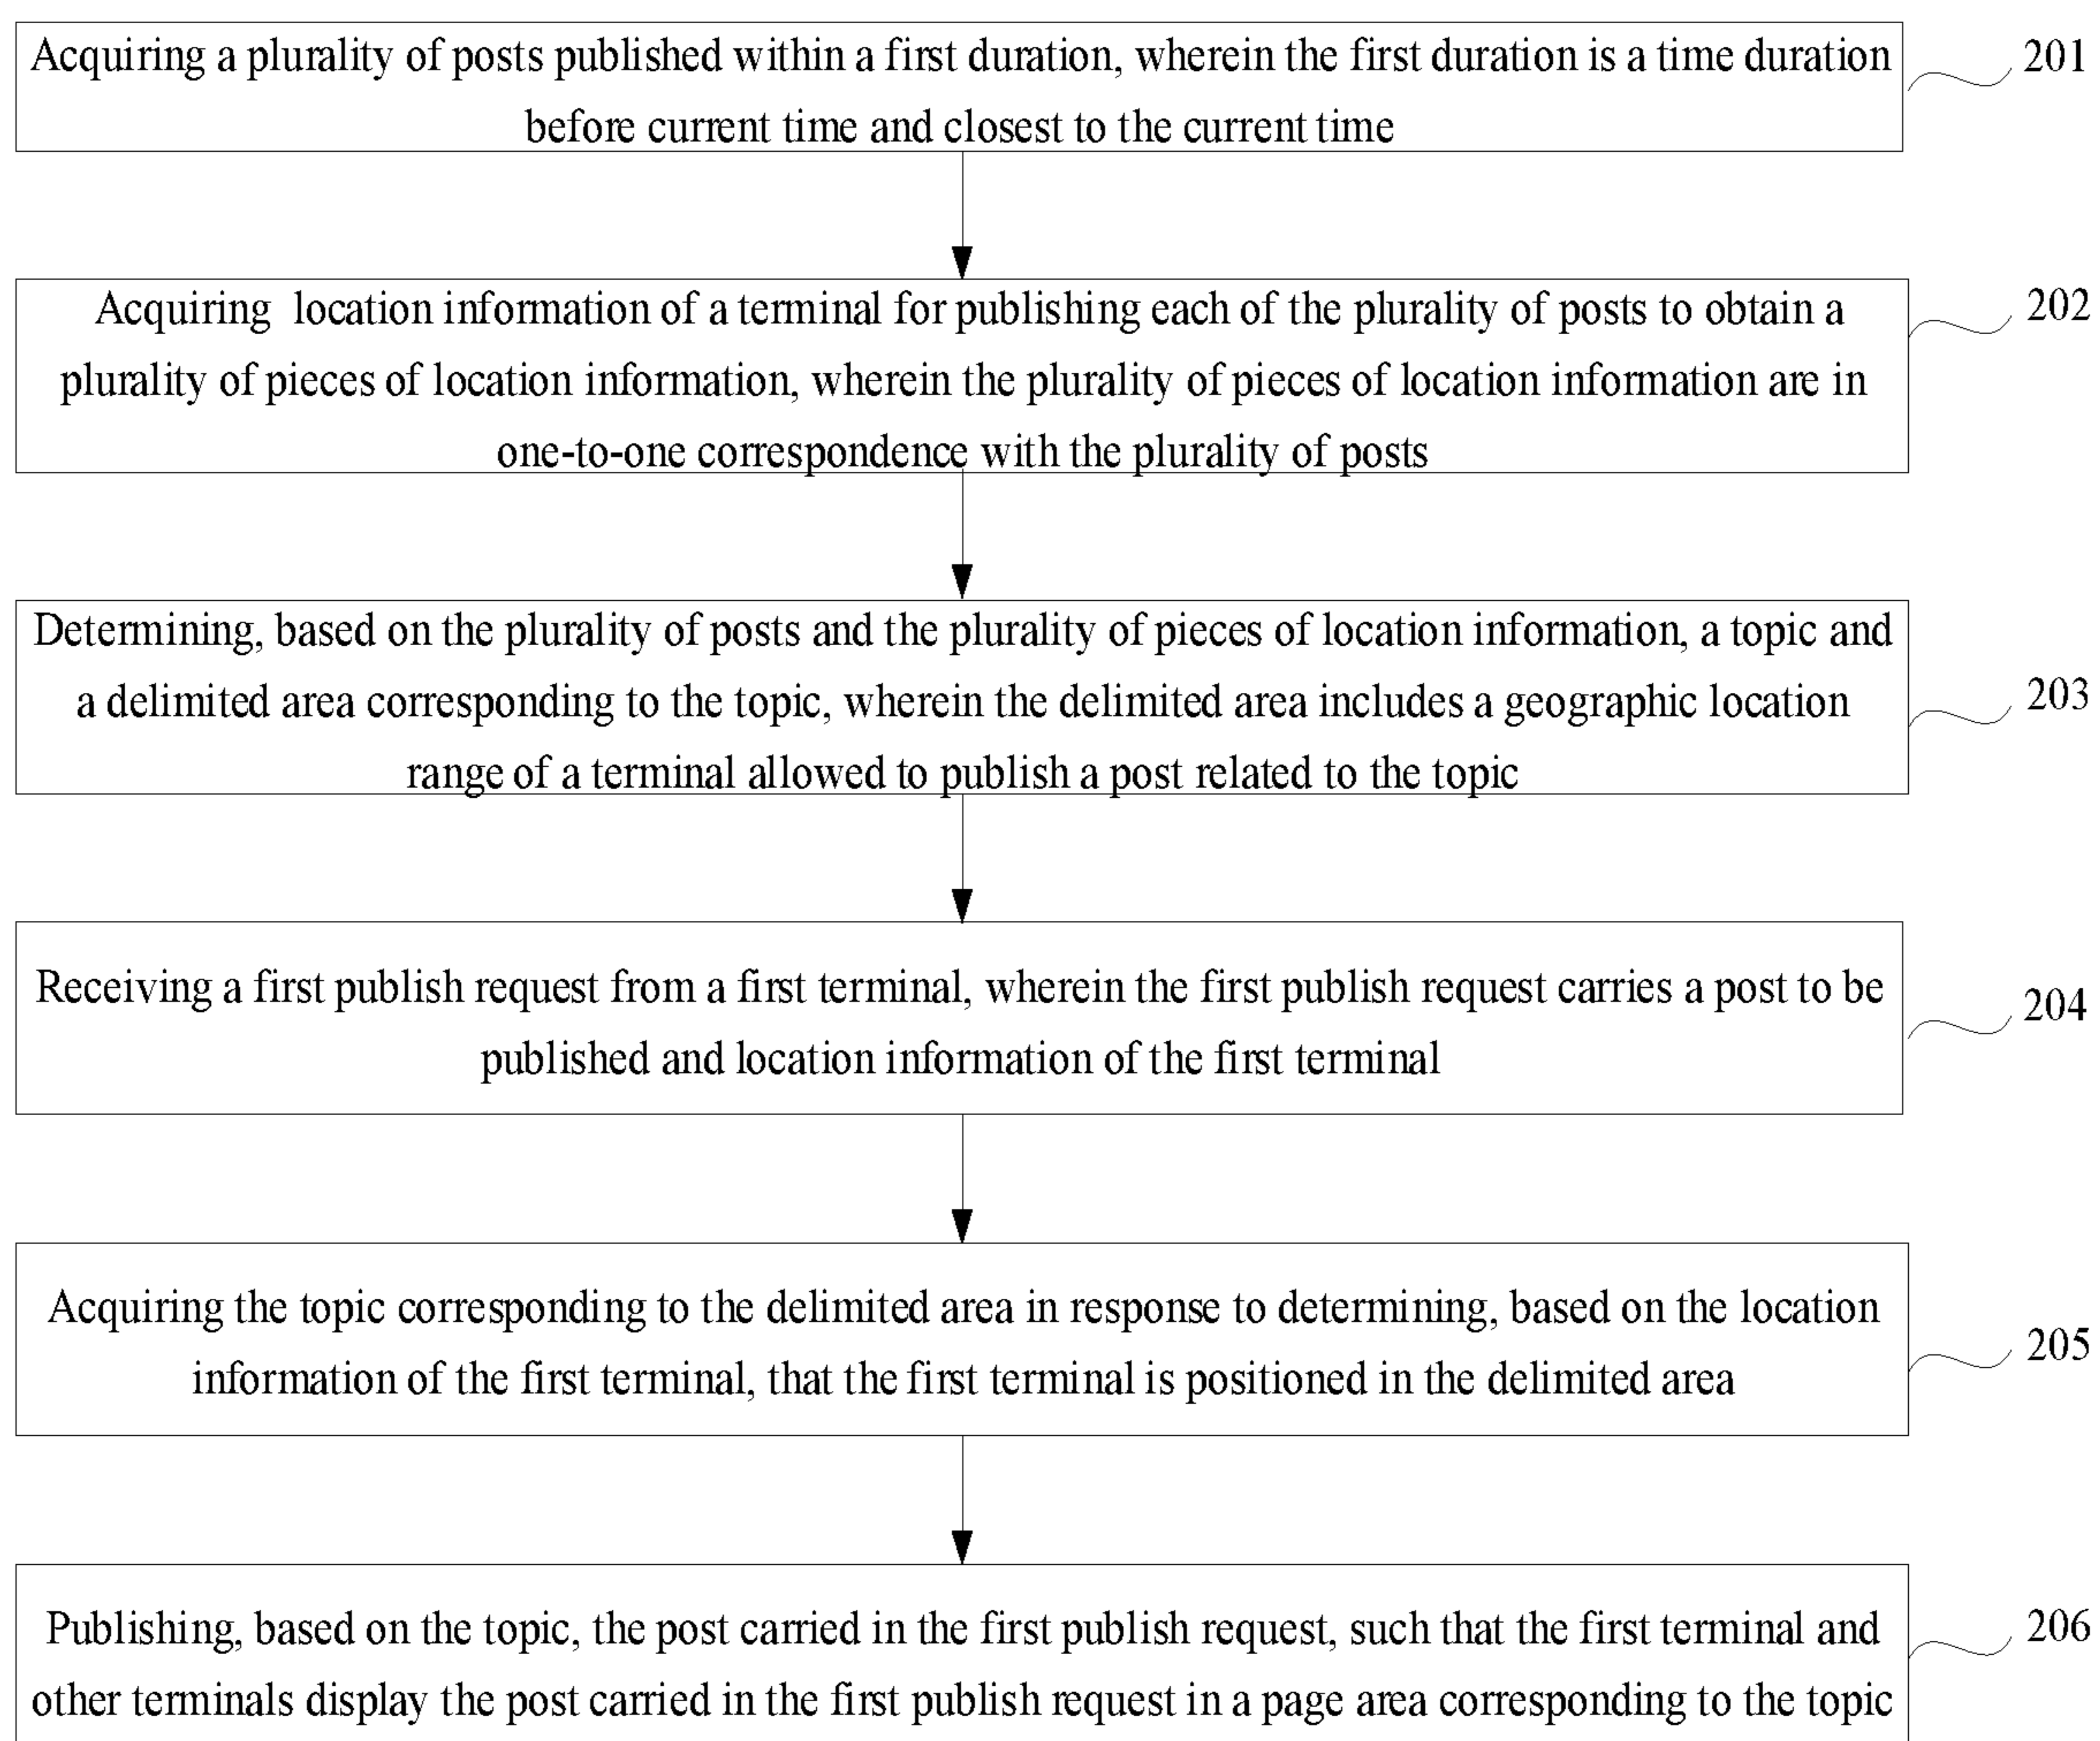 Acquiring a plurality of posts published within a first duration, wherein the first duration is a time duration
before current time and closest to the current time
201
Acquiring location information of a terminal for publishing each of the plurality of posts to obtain a
plurality of pieces of location information, wherein the plurality of pieces of location information are in
one-to-one correspondence with the plurality of posts
202
Determining, based on the plurality of posts and the plurality of pieces of location information, a topic and
a delimited area corresponding to the topic, wherein the delimited area includes a geographic location
range of a terminal allowed to publish a post related to the topic
203
Receiving a first publish request from a first terminal, wherein the first publish request carries a post to be
published and location information of the first terminal
204
Acquiring the topic corresponding to the delimited area in response to determining, based on the location
information of the first terminal, that the first terminal is positioned in the delimited area
205
Publishing, based on the topic, the post carried in the first publish request, such that the first terminal and
other terminals display the post carried in the first publish request in a page area corresponding to the topic
206